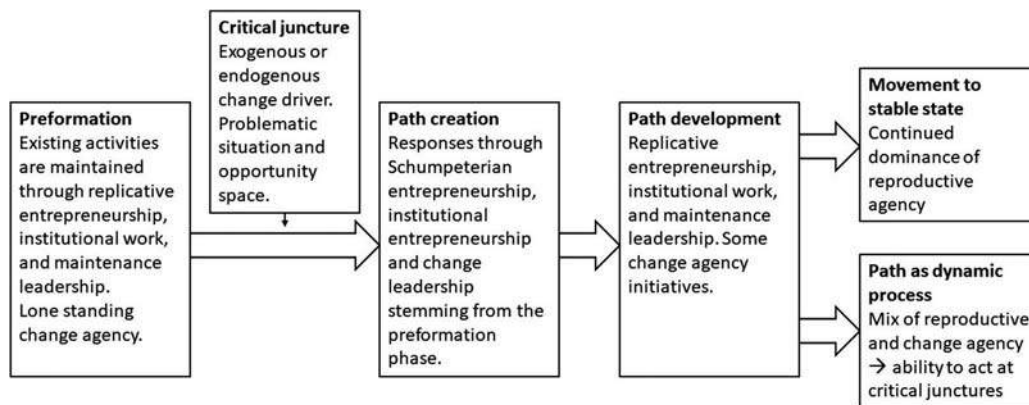 Preformation
Existing activities
are maintained
through replicative
entrepreneurship,
institutional work,
and maintenance
leadership.
Lone standing
change agency.
Critical juncture
Exogenous or
endogenous
change driver.
Problematic
situation and
opportunity
space.
Path creation
Responses through
Schumpeterian
entrepreneurship,
institutional
entrepreneurship
and change
leadership
stemming from the
preformation
phase.
Path development
Replicative
entrepreneurship,
institutional work,
and maintenance
leadership. Some
change agency
initiatives.
Movement to
stable state
Continued
dominance of
reproductive
agency
Path as dynamic
process
Mix of reproductive
and change agency
→ ability to act at
critical junctures